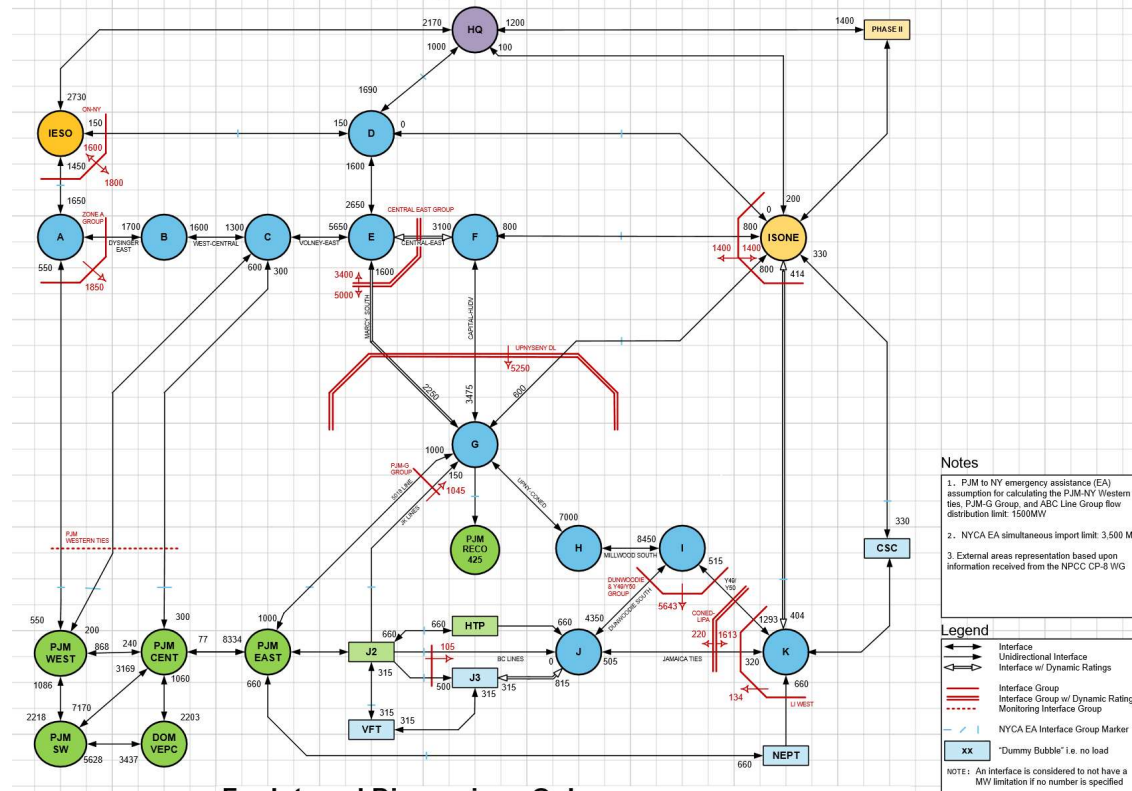 2170
HQ
1200
1400
PHASE II
1000
100
1690
2730
ON-NY
IESO
150
150
D
0
1600
1450
1800
1600
1650
2650
200
0
ZONE A
GROUP
CENTRAL EAST GROUP
A
1700
B
1600
1300
C
5650
E
3100
F
800
800
ISONE
DYSINGER
EAST
WEST-CENTRAL
VOLNEY-EAST
CENTRAL-EAST
1400
1400
330
550
1850
600
300
1600
3400
5000
800
414
MARCY SOUTH
CAPITAL-HUDV
UPNYSENY DL
5250
2250
3475
600
G
1000
150
PJM-G
GROUP
1045
5018 LINE
JK LINES
UPNY-CONED
PJM
WESTERN TIES
PJM
RECO
425
7000
H
8450
I
MILLWOOD SOUTH
515
330
CSC
DUNWOODIE
& Y49/Y50
GROUP
Y49/
Y50
5643
DUNWOODIE SOUTH
CONED-
LIPA
220
1613
1293
404
550
200
300
1000
660
HTP
660
4350
PJM
WEST
868
240
PJM
CENT
77
8334
PJM
EAST
660
J2
105
BC LINES
0
J
505
JAMAICA TIES
320
K
1086
3169
1060
660
315
500
J3
315
315
815
134
660
LI WEST
2218
7170
2203
315
VFT
315
PJM
SW
5628
3437
DOM
VEPC
660
NEPT
Notes
1. PJM to NY emergency assistance (EA)
assumption for calculating the PJM-NY Western
ties, PJM-G Group, and ABC Line Group flow
distribution limit: 1500MW
2. NYCA EA simultaneous import limit: 3,500 M
3. External areas representation based upon
information received from the NPCC CP-8 WG
Legend
Interface
Unidirectional Interface
Interface w/ Dynamic Ratings
Interface Group
Interface Group w/ Dynamic Rating
Monitoring Interface Group
NYCA EA Interface Group Marker
XX
"Dummy Bubble" i.e. no load
NOTE: An interface is considered to not have a
MW limitation if no number is specified